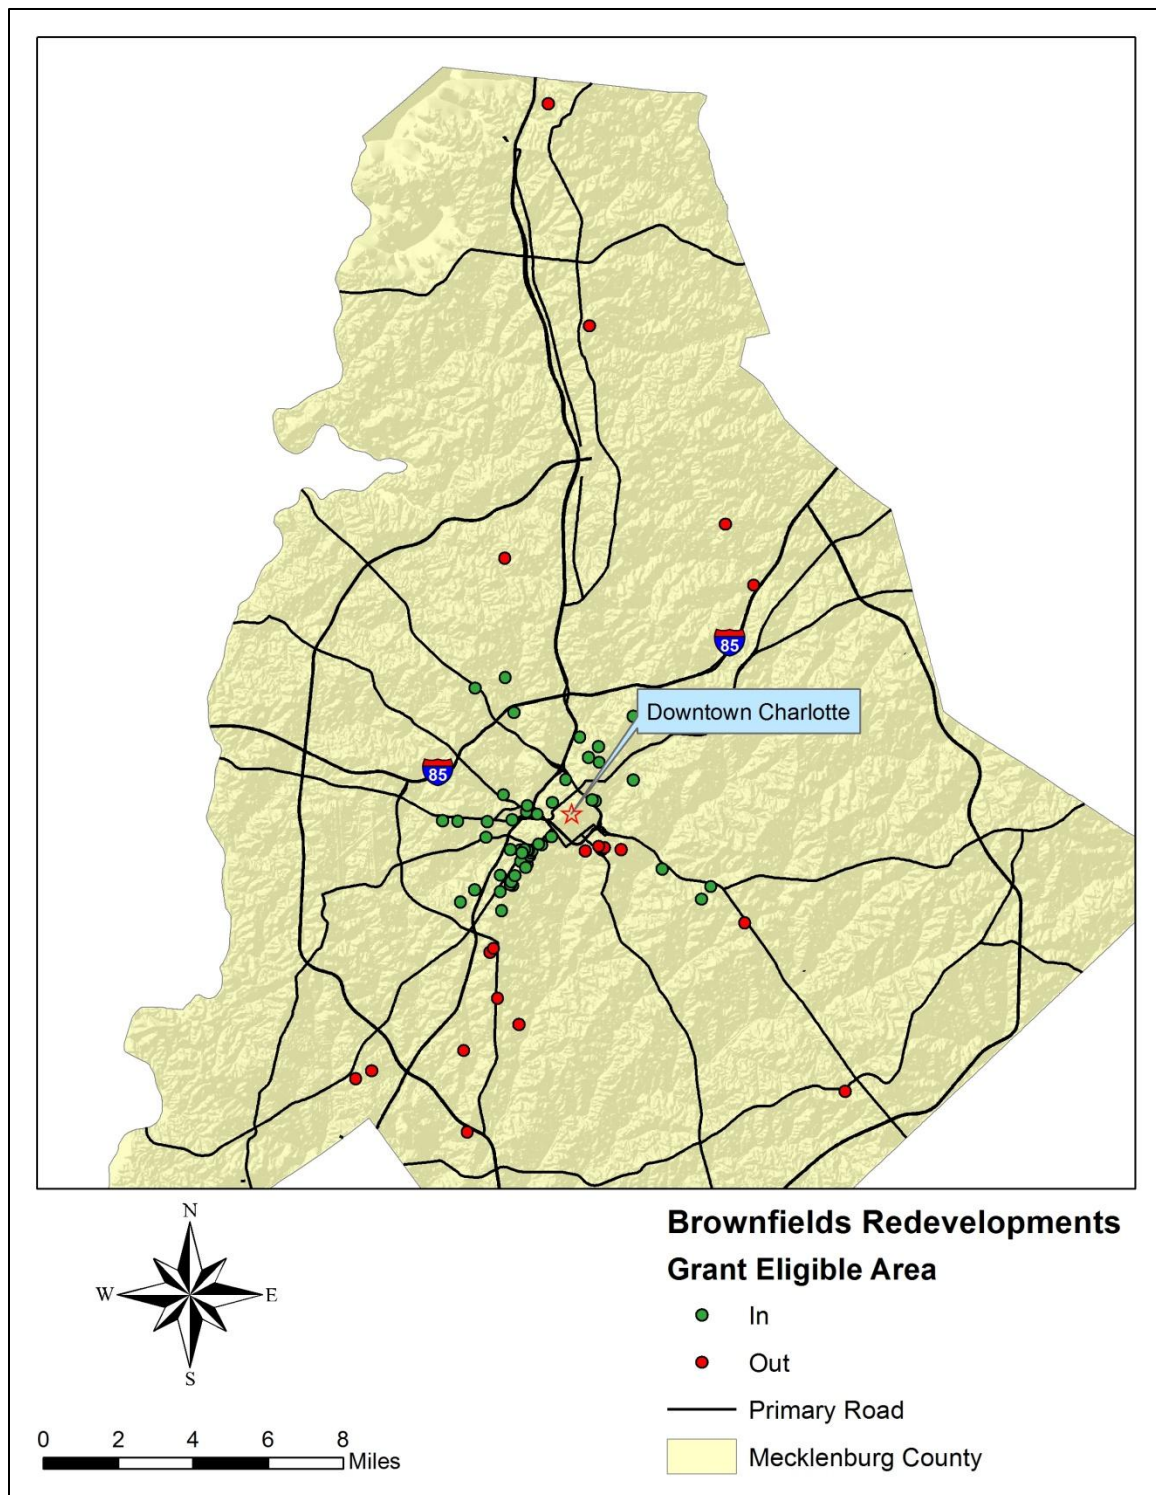 85
Downtown Charlotte
85
N
W
E
S
Brownfields Redevelopments
Grant Eligible Area
In
Out
Primary Road
Mecklenburg County
0 2 4 6 8
Miles